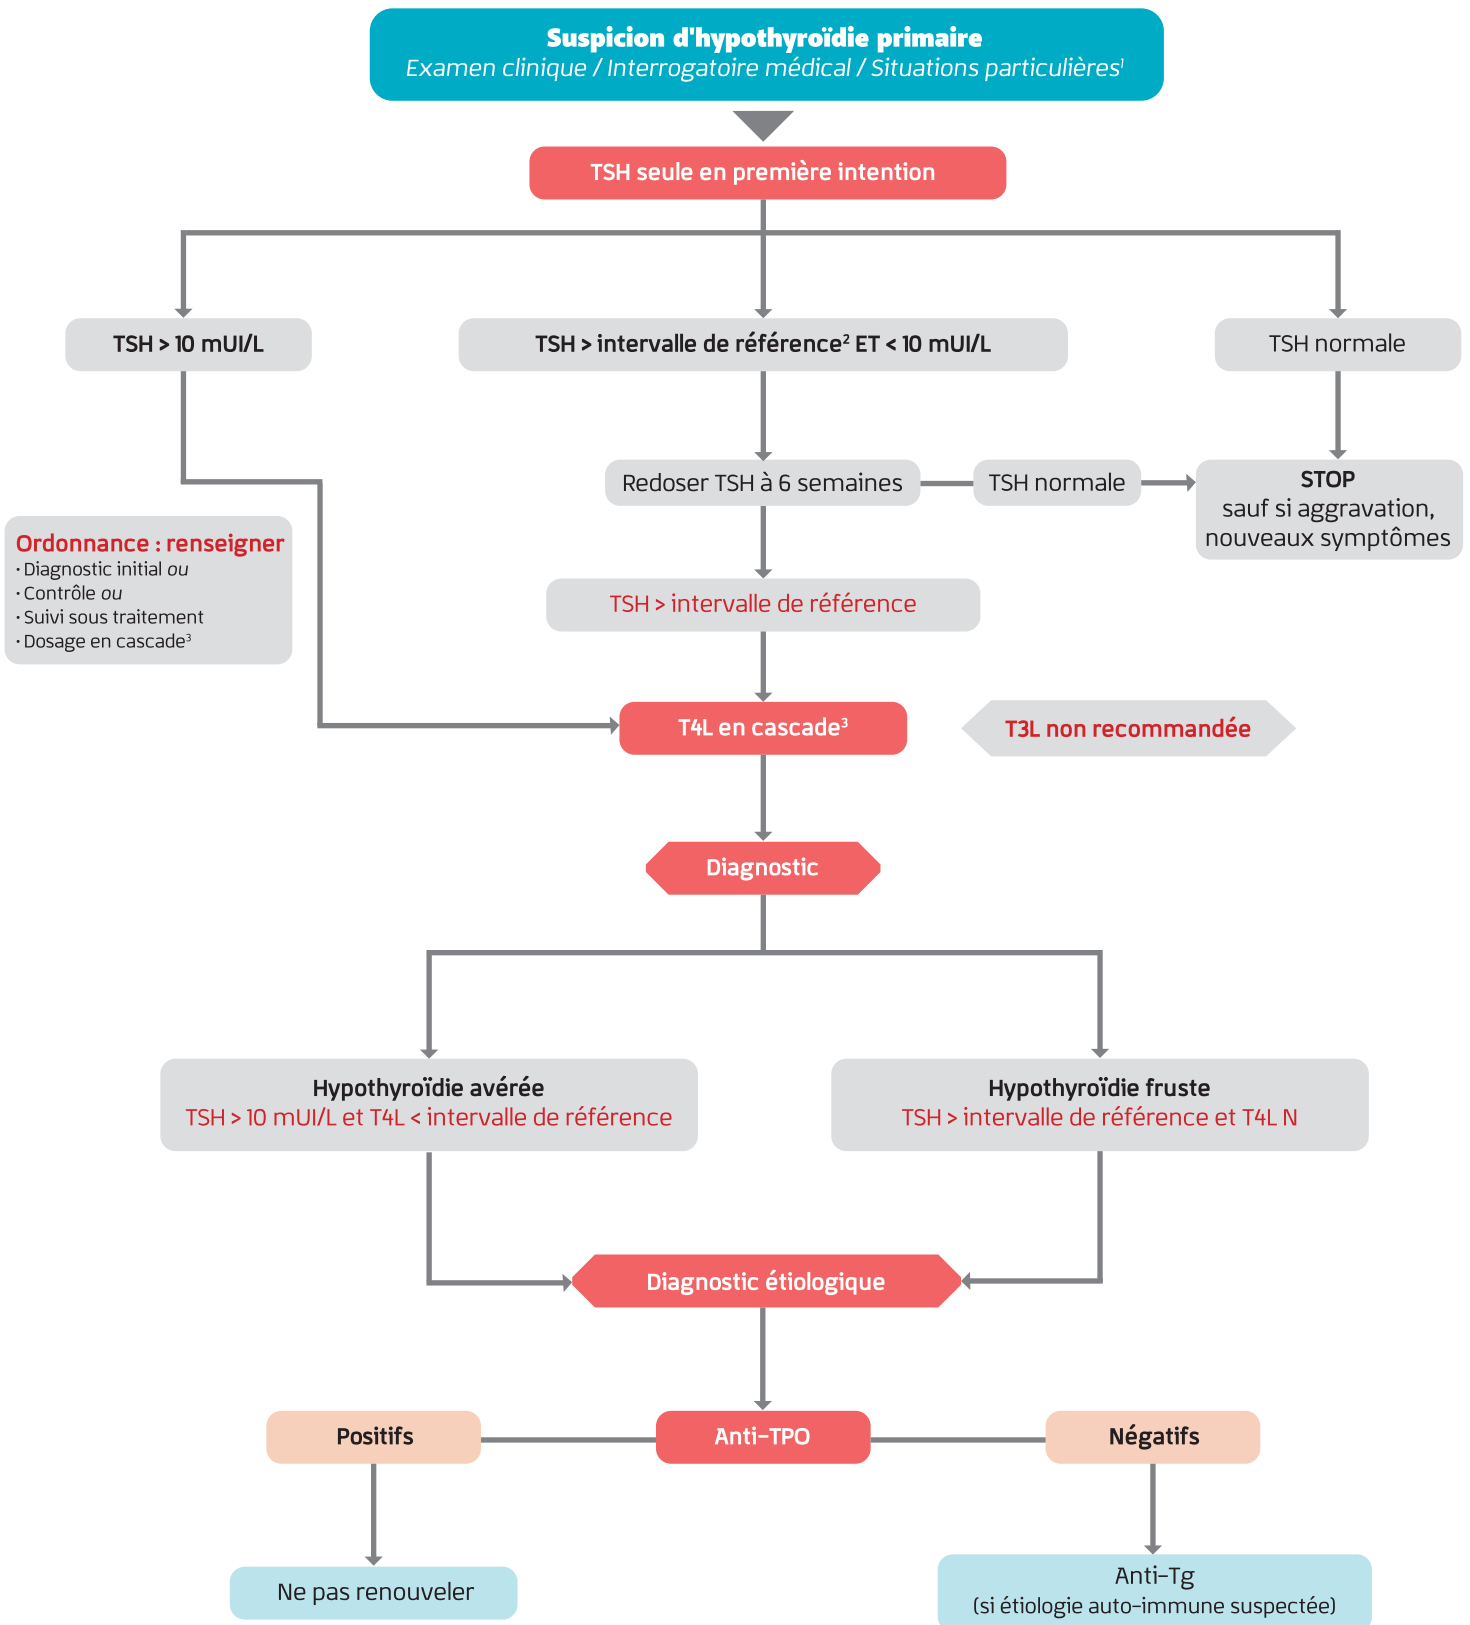 Suspicion d'hypothyroïdie primaire
Examen clinique / Interrogatoire médical / Situations particulières¹
TSH seule en première intention
TSH > 10 mUI/L
TSH > intervalle de référence² ET < 10 mUI/L
TSH normale
Redoser TSH à 6 semaines
TSH normale
STOP
sauf si aggravation,
nouveaux symptômes
Ordonnance : renseigner
· Diagnostic initial ou
· Contrôle ou
· Suivi sous traitement
· Dosage en cascade³
TSH > intervalle de référence
T4L en cascade³
T3L non recommandée
Diagnostic
Hypothyroïdie avérée
TSH > 10 mUI/L et T4L < intervalle de référence
Hypothyroïdie fruste
TSH > intervalle de référence et T4L N
Diagnostic étiologique
Positifs
Anti-TPO
Négatifs
Ne pas renouveler
Anti-Tg
(si étiologie auto-immune suspectée)